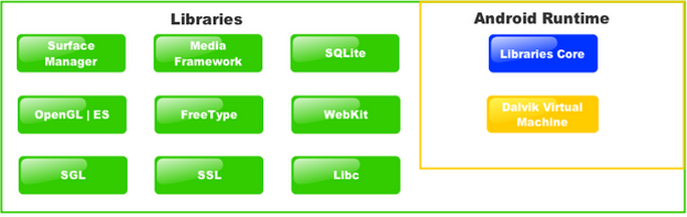 Libraries
Android Runtime
Surface
Manager
Media
Framework
SQLite
Libraries Core
OpenGL | ES
FreeType
WebKit
Dalvik Virtual
Machine
SGL
SSL
Libc